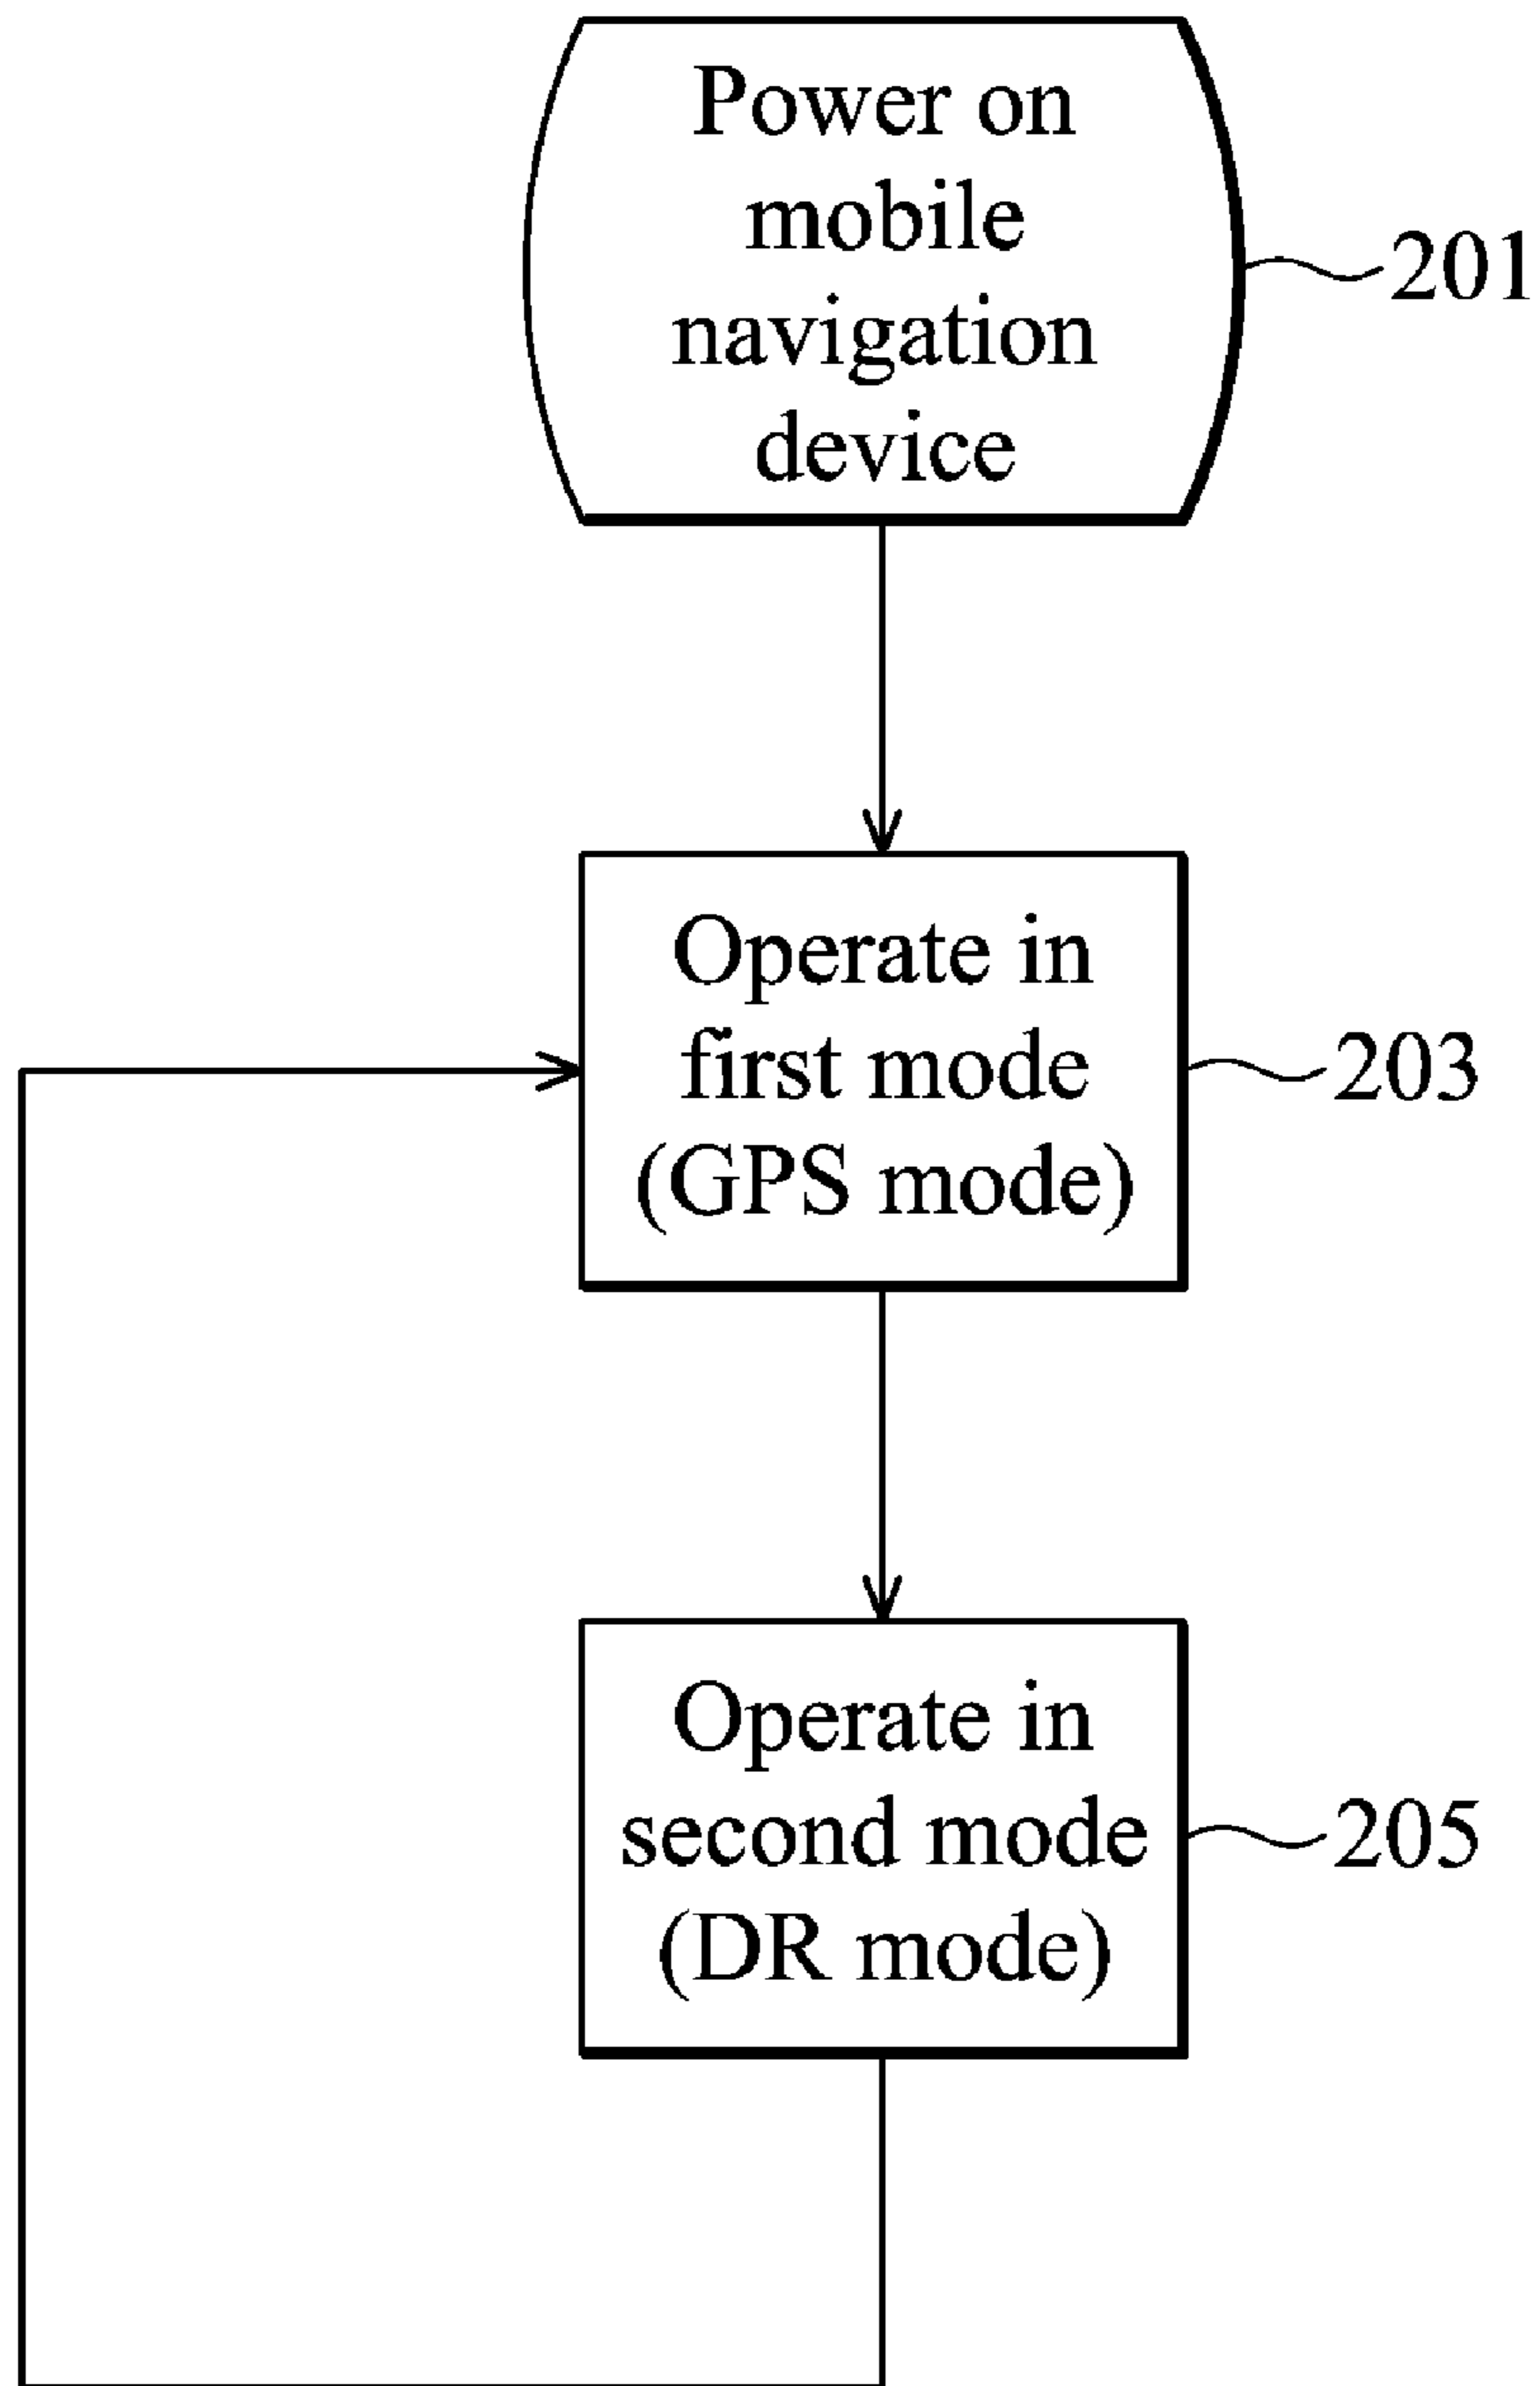 Power on
mobile
navigation
device
201
Operate in
first mode
(GPS mode)
203
Operate in
second mode
(DR mode)
205